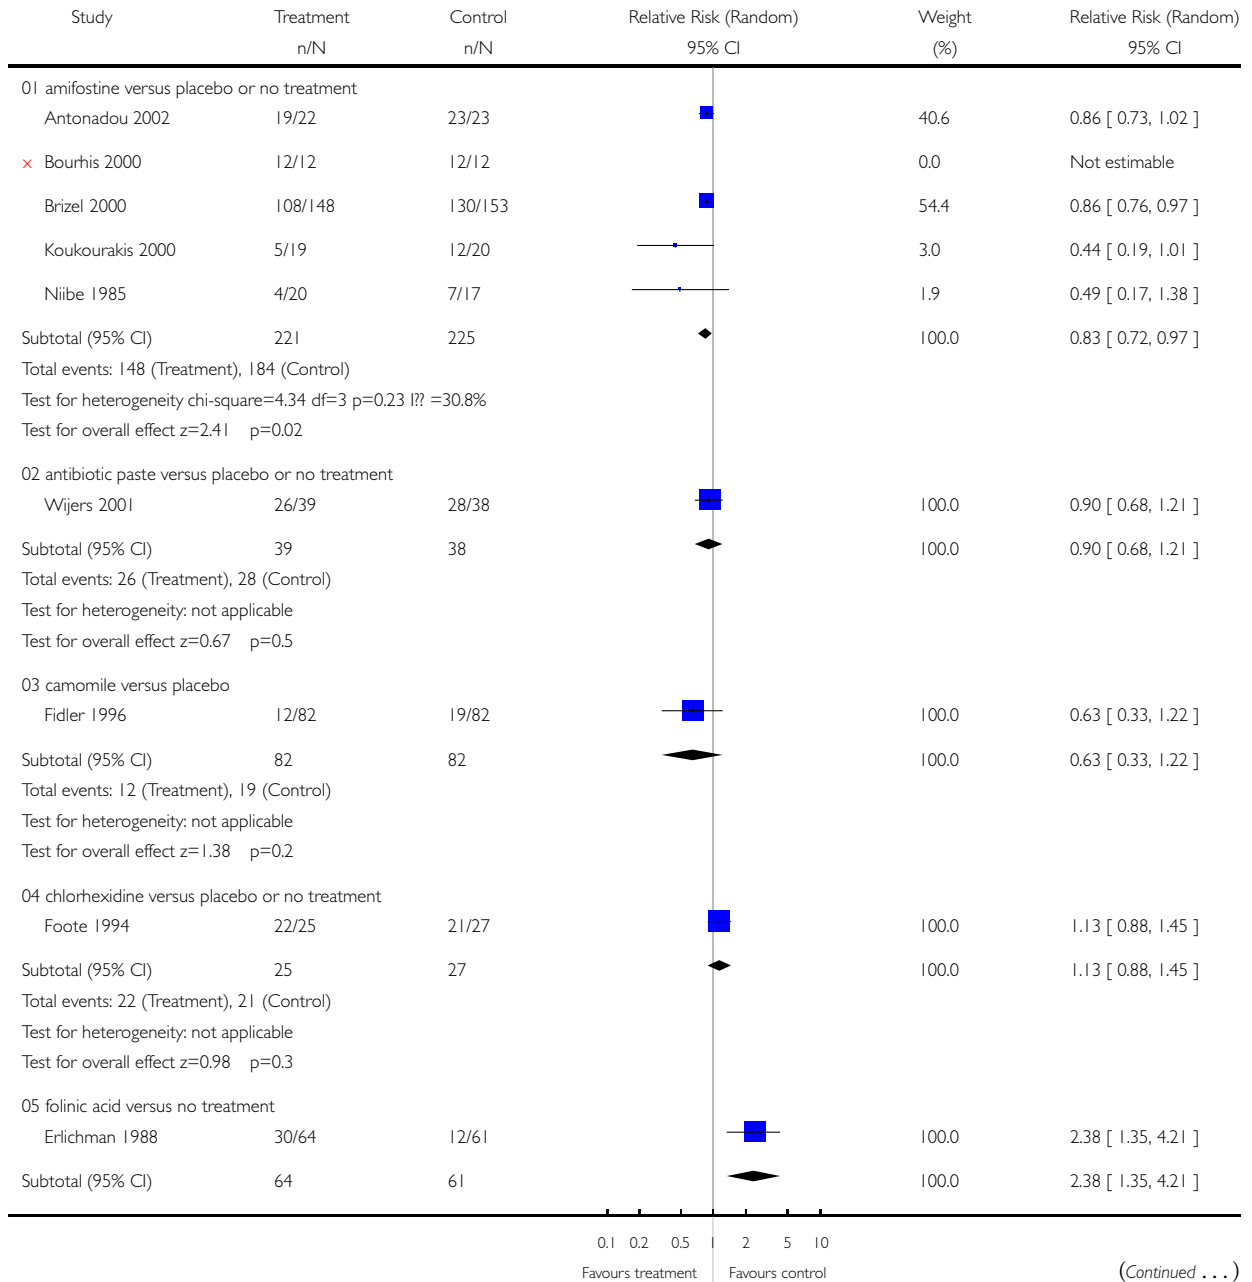 Study Treatment Control Relative Risk (Random) Weight Relative Risk (Random)
n/N n/N 95% CI (%) 95% CI
01 amifostine versus placebo or no treatment
Antonadou 2002 19/22 23/23 40.6 0.86 [ 0.73, 1.02 ]
× Bourhis 2000 12/12 12/12 0.0 Not estimable
Brizel 2000 108/148 130/153 54.4 0.86 [ 0.76, 0.97 ]
Koukourakis 2000 5/19 12/20 3.0 0.44 [ 0.19, 1.01 ]
Niibe 1985 4/20 7/17 1.9 0.49 [ 0.17, 1.38 ]
Subtotal (95% CI) 221 225 100.0 0.83 [ 0.72, 0.97 ]
Total events: 148 (Treatment), 184 (Control)
Test for heterogeneity chi-square=4.34 df=3 p=0.23 I?? =30.8%
Test for overall effect z=2.41 p=0.02
02 antibiotic paste versus placebo or no treatment
Wijers 2001 26/39 28/38 100.0 0.90 [ 0.68, 1.21 ]
Subtotal (95% CI) 39 38 100.0 0.90 [ 0.68, 1.21 ]
Total events: 26 (Treatment), 28 (Control)
Test for heterogeneity: not applicable
Test for overall effect z=0.67 p=0.5
03 camomile versus placebo
Fidler 1996 12/82 19/82 100.0 0.63 [ 0.33, 1.22 ]
Subtotal (95% CI) 82 82 100.0 0.63 [ 0.33, 1.22 ]
Total events: 12 (Treatment), 19 (Control)
Test for heterogeneity: not applicable
Test for overall effect z=1.38 p=0.2
04 chlorhexidine versus placebo or no treatment
Foote 1994 22/25 21/27 100.0 1.13 [ 0.88, 1.45 ]
Subtotal (95% CI) 25 27 100.0 1.13 [ 0.88, 1.45 ]
Total events: 22 (Treatment), 21 (Control)
Test for heterogeneity: not applicable
Test for overall effect z=0.98 p=0.3
05 folinic acid versus no treatment
Erlichman 1988 30/64 12/61 100.0 2.38 [ 1.35, 4.21 ]
Subtotal (95% CI) 64 61 100.0 2.38 [ 1.35, 4.21 ]
0.1 0.2 0.5 1 2 5 10
Favours treatment Favours control (Continued . . . )